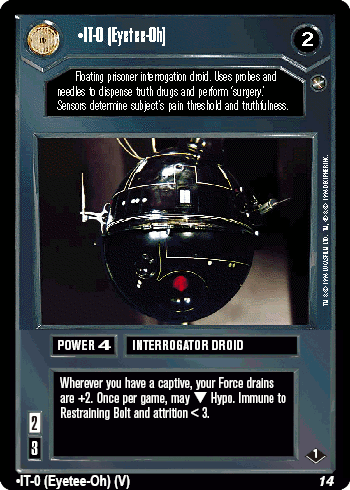 •IT-O (Eyetee-Oh)
2
Floating prisoner interrogation droid. Uses probes and
needles to dispense truth drugs and perform 'surgery.'
Sensors determine subject's pain threshold and truthfulness.
POWER 4
INTERROGATOR DROID
Wherever you have a captive, your Force drains
are +2. Once per game, may ▼ Hypo. Immune to
Restraining Bolt and attrition < 3.
2
3
1
•IT-0 (Eyetee-Oh) (V)
14